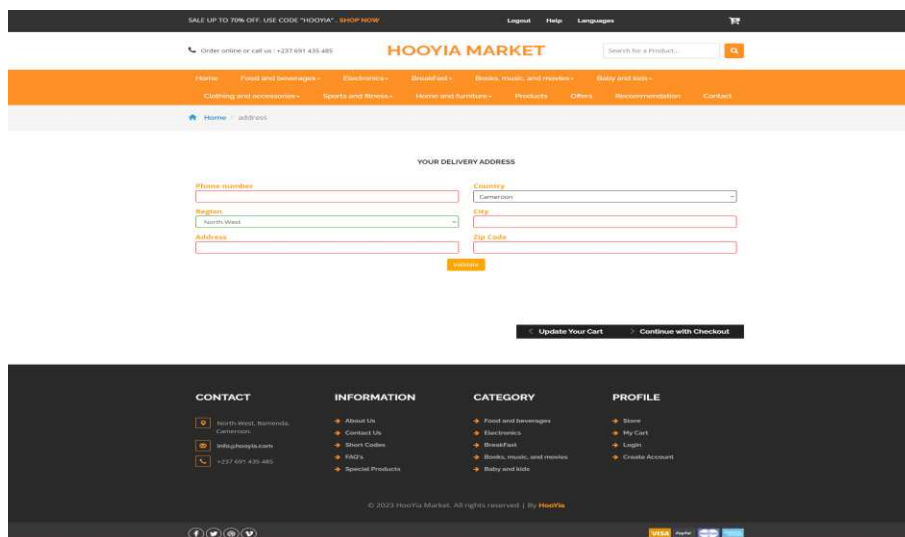 SALE UP TO 70% OFF. USE CODE "HOOYIA" . SHOP NOW
Logout Help Languages
Order online or call us : +237 691 435 485
HOOYIA MARKET
Search for a Product..
Home Food and beverages Electronics BreakFast Books, music, and movies Baby and kids
Clothing and accessories Sports and fitness Home and furniture Products Offers Recommendation Contact
Home / address
YOUR DELIVERY ADDRESS
Phone number
Country
Cameroon
Region
North-West
City
Address
Zip Code
Validate
< Update Your Cart
> Continue with Checkout
CONTACT
North-West, Bamenda, Cameroon.
info@hooyia.com
+237 691 435 485
INFORMATION
About Us
Contact Us
Short Codes
FAQ's
Special Products
CATEGORY
Food and beverages
Electronics
BreakFast
Books, music, and movies
Baby and kids
PROFILE
Store
My Cart
Login
Create Account
© 2023 HooYia Market. All rights reserved | By HooYia
VISA PayPal